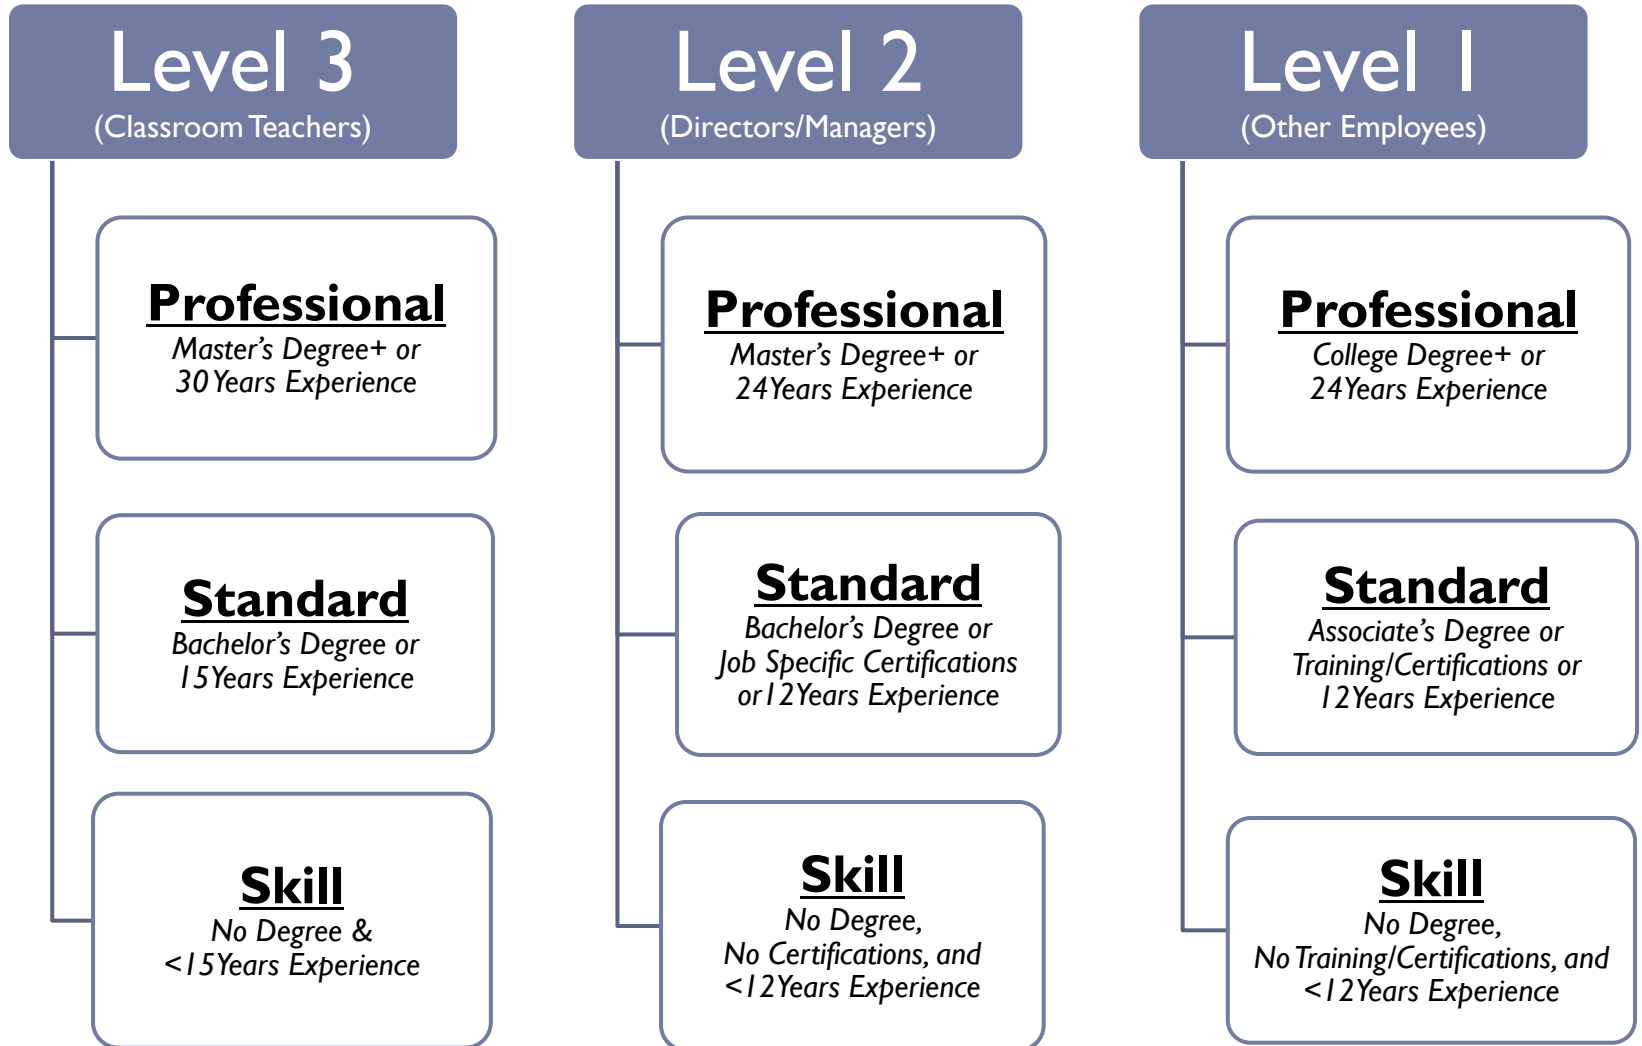 Level 3
(Classroom Teachers)
Professional
Master's Degree+ or
30 Years Experience
Standard
Bachelor's Degree or
15 Years Experience
Skill
No Degree &
<15 Years Experience
Level 2
(Directors/Managers)
Professional
Master's Degree+ or
24 Years Experience
Standard
Bachelor's Degree or
Job Specific Certifications
or 12 Years Experience
Skill
No Degree,
No Certifications, and
<12 Years Experience
Level 1
(Other Employees)
Professional
College Degree+ or
24 Years Experience
Standard
Associate's Degree or
Training/Certifications or
12 Years Experience
Skill
No Degree,
No Training/Certifications, and
<12 Years Experience